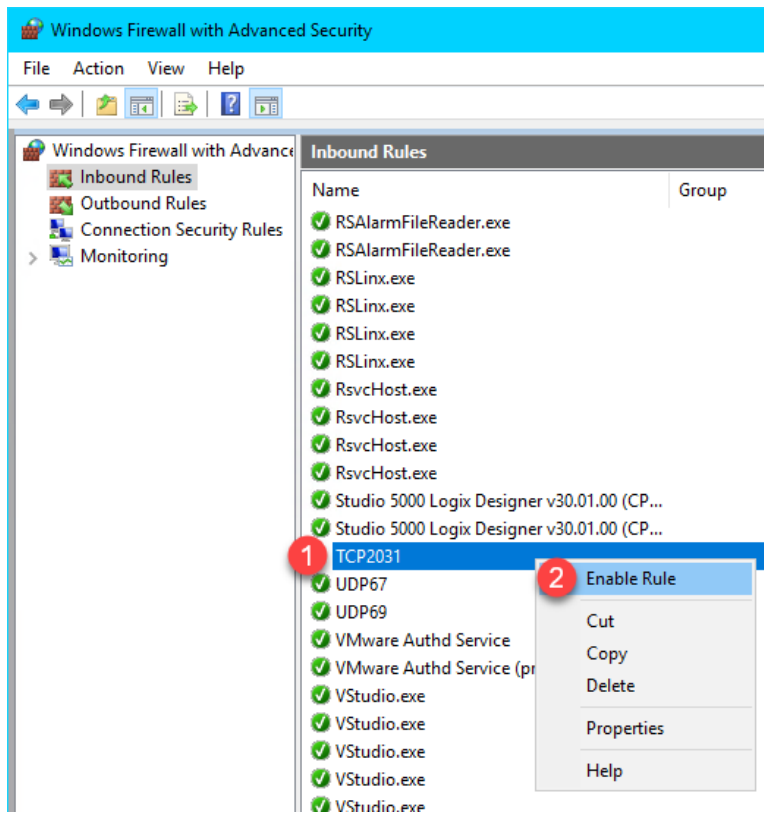 Windows Firewall with Advanced Security
File Action View Help
Windows Firewall with Advance
Inbound Rules
Outbound Rules
Connection Security Rules
Monitoring
Inbound Rules
Name Group
RSAlarmFileReader.exe
RSAlarmFileReader.exe
RSLinx.exe
RSLinx.exe
RSLinx.exe
RSLinx.exe
RsvcHost.exe
RsvcHost.exe
RsvcHost.exe
RsvcHost.exe
Studio 5000 Logix Designer v30.01.00 (CP...
Studio 5000 Logix Designer v30.01.00 (CP...
1 TCP2031
UDP67
UDP69
VMware Authd Service
VMware Authd Service (pr
VStudio.exe
VStudio.exe
VStudio.exe
VStudio.exe
VStudio.exe
2 Enable Rule
Cut
Copy
Delete
Properties
Help